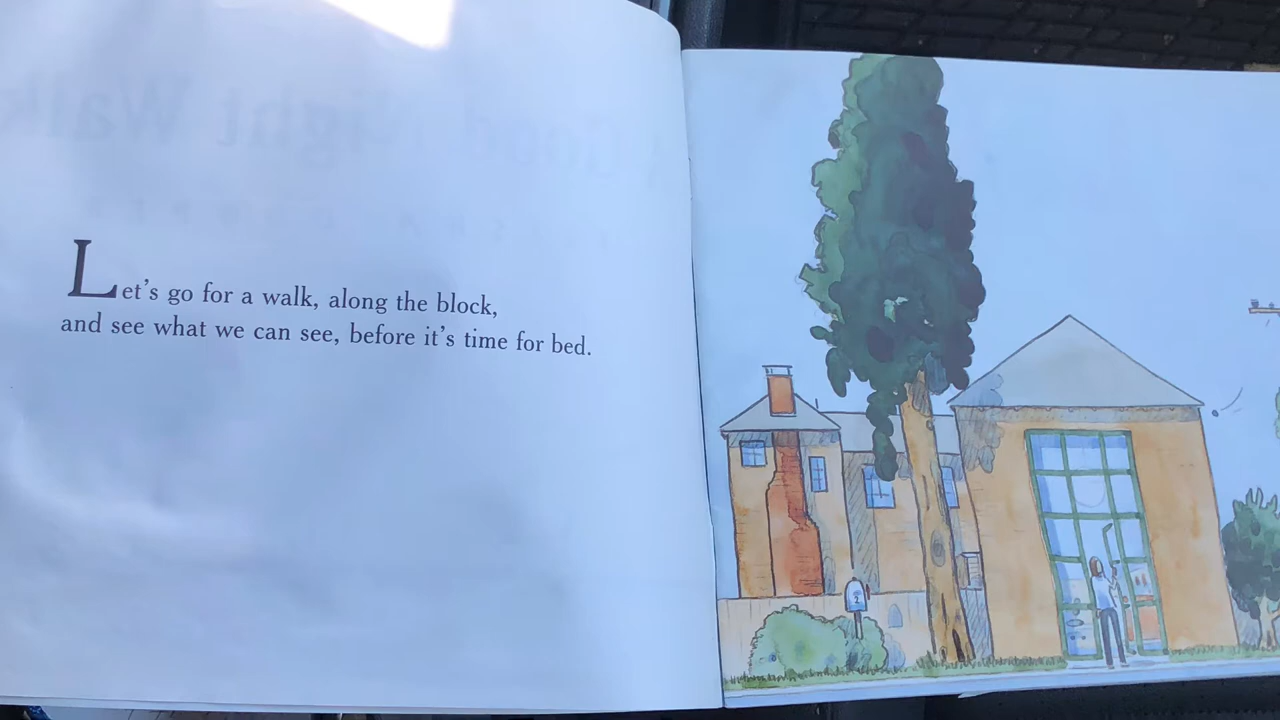 Let's go for a walk, along the block,
and see what we can see, before it's time for bed.